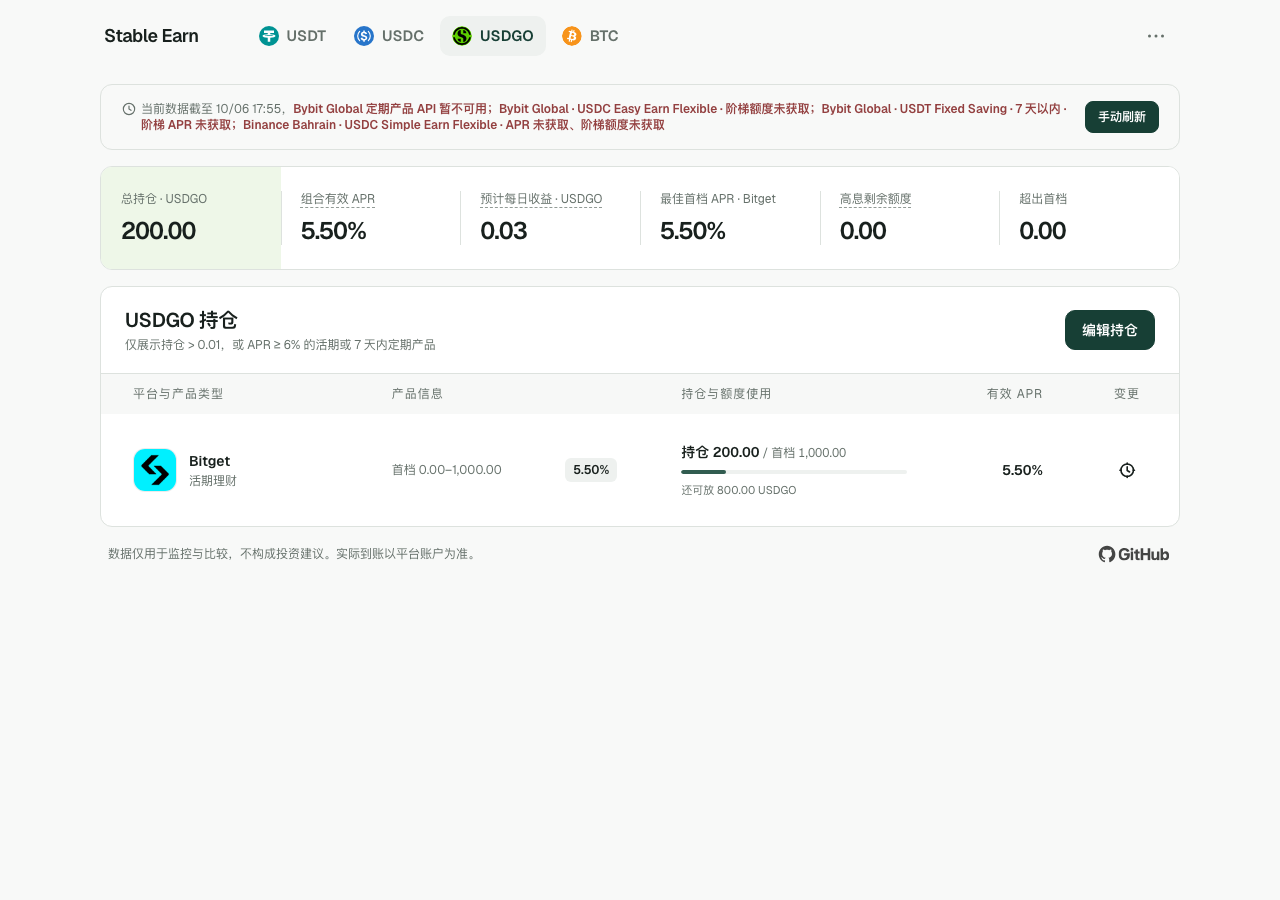 Stable Earn
USDT
USDC
USDGO
BTC
当前数据截至 10/06 17:55，Bybit Global 定期产品 API 暂不可用；Bybit Global · USDC Easy Earn Flexible · 阶梯额度未获取；Bybit Global · USDT Fixed Saving · 7 天以内 ·
阶梯 APR 未获取；Binance Bahrain · USDC Simple Earn Flexible · APR 未获取、阶梯额度未获取
手动刷新
总持仓 · USDGO
200.00
组合有效 APR
5.50%
预计每日收益 · USDGO
0.03
最佳首档 APR · Bitget
5.50%
高息剩余额度
0.00
超出首档
0.00
USDGO 持仓
仅展示持仓 > 0.01，或 APR ≥ 6% 的活期或 7 天内定期产品
编辑持仓
平台与产品类型
产品信息
持仓与额度使用
有效 APR
变更
Bitget
活期理财
首档 0.00–1,000.00
5.50%
持仓 200.00 / 首档 1,000.00
还可放 800.00 USDGO
5.50%
数据仅用于监控与比较，不构成投资建议。实际到账以平台账户为准。
GitHub